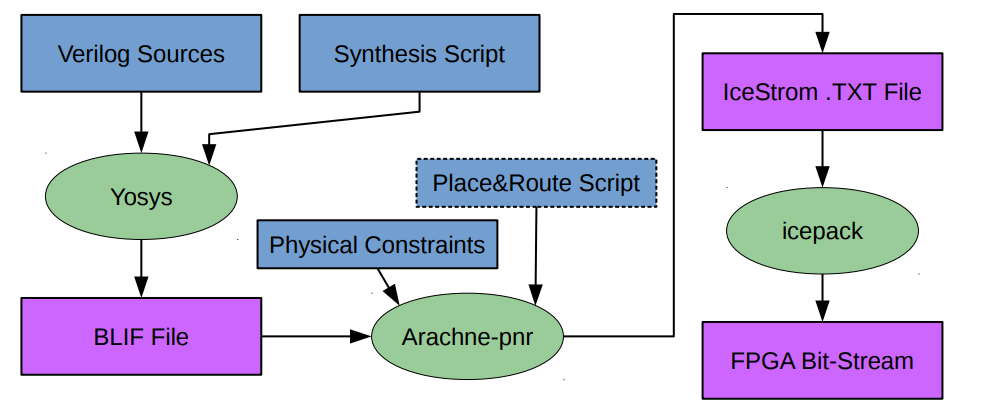 Verilog Sources
Synthesis Script
IceStrom .TXT File
Place&Route Script
Yosys
icepack
Physical Constraints
BLIF File
Arachne-pnr
FPGA Bit-Stream